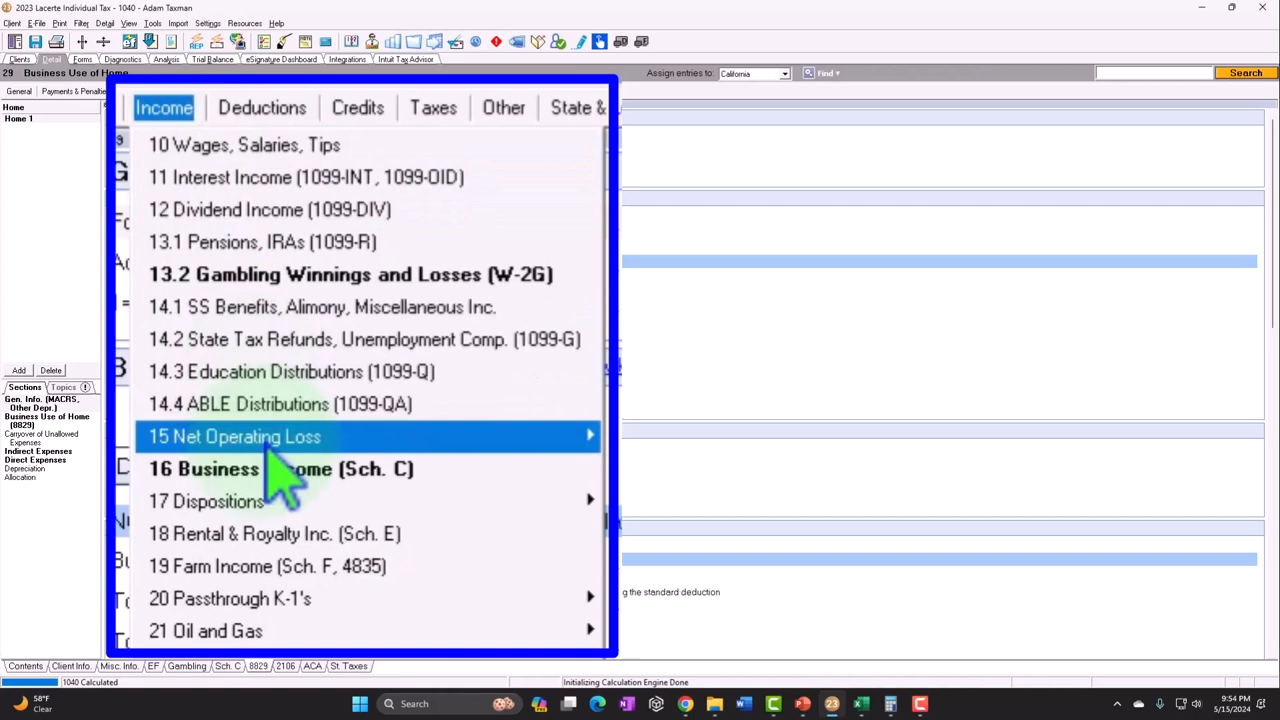 2023 Lacerte Individual Tax - 1040 - Adam Taxman
Client E-File Print Filter Detail View Tools Import Settings Resources Help
Clients Detail Forms Diagnostics Analysis Trial Balance eSignature Dashboard Integrations Intuit Tax Advisor
29 Business Use of Home Assign entries to: California Find Search
General Payments & Penalties
Income Deductions Credits Taxes Other State &
Home
Home 1
10 Wages, Salaries, Tips
11 Interest Income (1099-INT, 1099-OID)
12 Dividend Income (1099-DIV)
13.1 Pensions, IRAs (1099-R)
13.2 Gambling Winnings and Losses (W-2G)
14.1 SS Benefits, Alimony, Miscellaneous Inc.
14.2 State Tax Refunds, Unemployment Comp. (1099-G)
14.3 Education Distributions (1099-Q)
14.4 ABLE Distributions (1099-QA)
15 Net Operating Loss
16 Business Income (Sch. C)
17 Dispositions
18 Rental & Royalty Inc. (Sch. E)
19 Farm Income (Sch. F, 4835)
20 Passthrough K-1's
21 Oil and Gas
Add Delete
Sections Topics
Gen. Info. (MACRS,
Other Depr.)
Business Use of Home
(8829)
Carryover of Unallowed
Expenses
Indirect Expenses
Direct Expenses
Depreciation
Allocation
g the standard deduction
Contents Client Info. Misc. Info. EF Gambling Sch. C 8829 2106 ACA St. Taxes
1040 Calculated Initializing Calculation Engine Done
58°F
Clear
Search
9:54 PM
5/15/2024